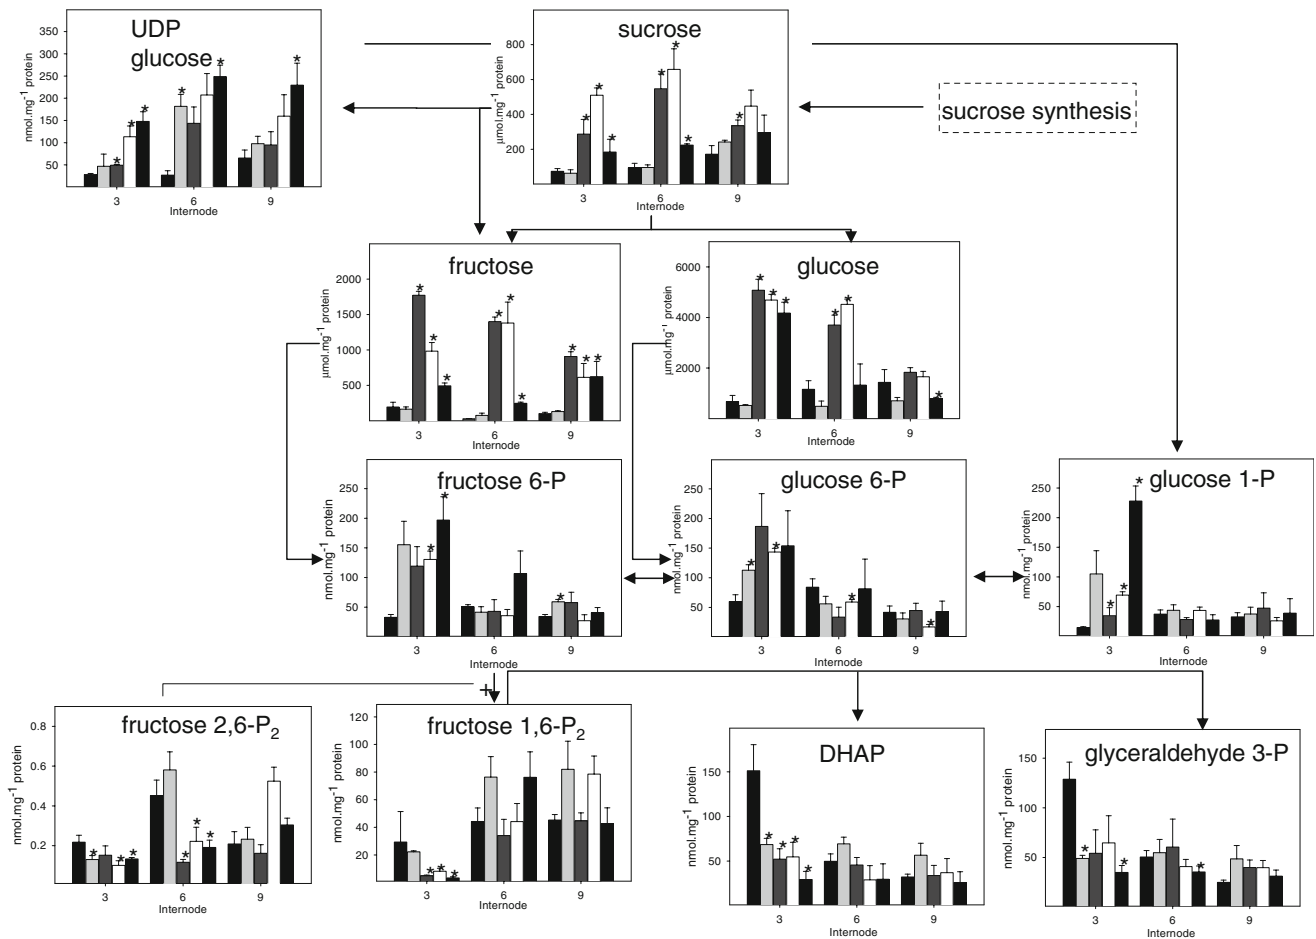 UDP
glucose
nmol.mg⁻¹ protein
350
300
250
200
150
100
50
* * * * * *
3 6 9
Internode
sucrose
µmol.mg⁻¹ protein
800
600
400
200
* * * * * * *
3 6 9
Internode
sucrose synthesis
fructose
µmol.mg⁻¹ protein
2000
1500
1000
500
* * * * * * * * *
3 6 9
Internode
glucose
µmol.mg⁻¹ protein
6000
4000
2000
* * * * * *
3 6 9
Internode
fructose 6-P
nmol.mg⁻¹ protein
250
200
150
100
50
* * *
3 6 9
Internode
glucose 6-P
nmol.mg⁻¹ protein
250
200
150
100
50
* * * *
3 6 9
Internode
glucose 1-P
nmol.mg⁻¹ protein
250
200
150
100
50
* * *
3 6 9
Internode
+
fructose 2,6-P₂
nmol.mg⁻¹ protein
0.8
0.6
0.4
0.2
* * * * * *
3 6 9
Internode
fructose 1,6-P₂
nmol.mg⁻¹ protein
120
100
80
60
40
20
* * *
3 6 9
Internode
DHAP
nmol.mg⁻¹ protein
150
100
50
* * * *
3 6 9
Internode
glyceraldehyde 3-P
nmol.mg⁻¹ protein
150
100
50
* * *
3 6 9
Internode